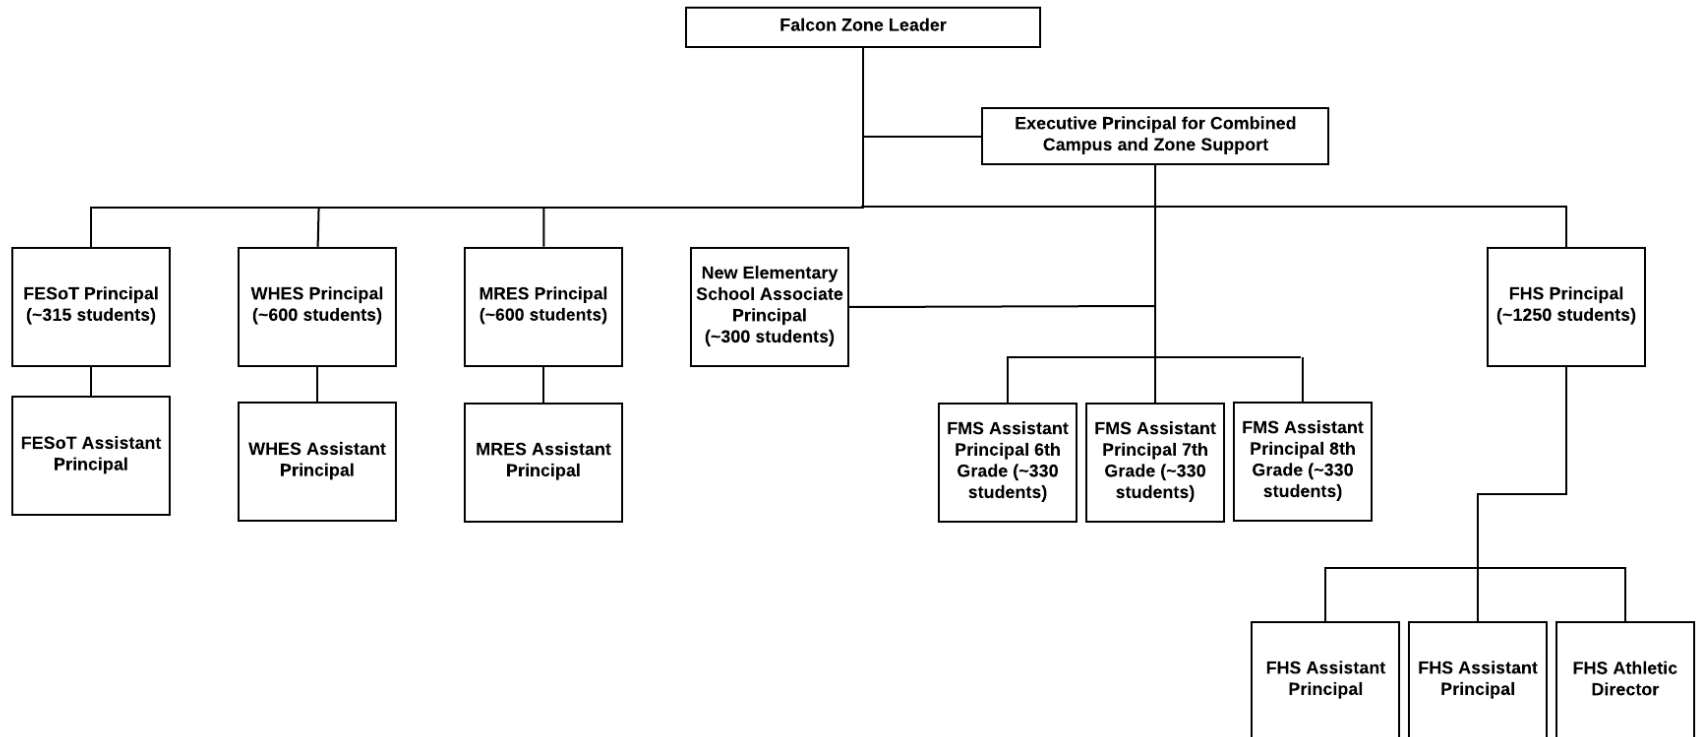 Falcon Zone Leader
Executive Principal for Combined
Campus and Zone Support
FESoT Principal
(~315 students)
WHES Principal
(~600 students)
MRES Principal
(~600 students)
New Elementary
School Associate
Principal
(~300 students)
FHS Principal
(~1250 students)
FESoT Assistant
Principal
WHES Assistant
Principal
MRES Assistant
Principal
FMS Assistant
Principal 6th
Grade (~330
students)
FMS Assistant
Principal 7th
Grade (~330
students)
FMS Assistant
Principal 8th
Grade (~330
students)
FHS Assistant
Principal
FHS Assistant
Principal
FHS Athletic
Director